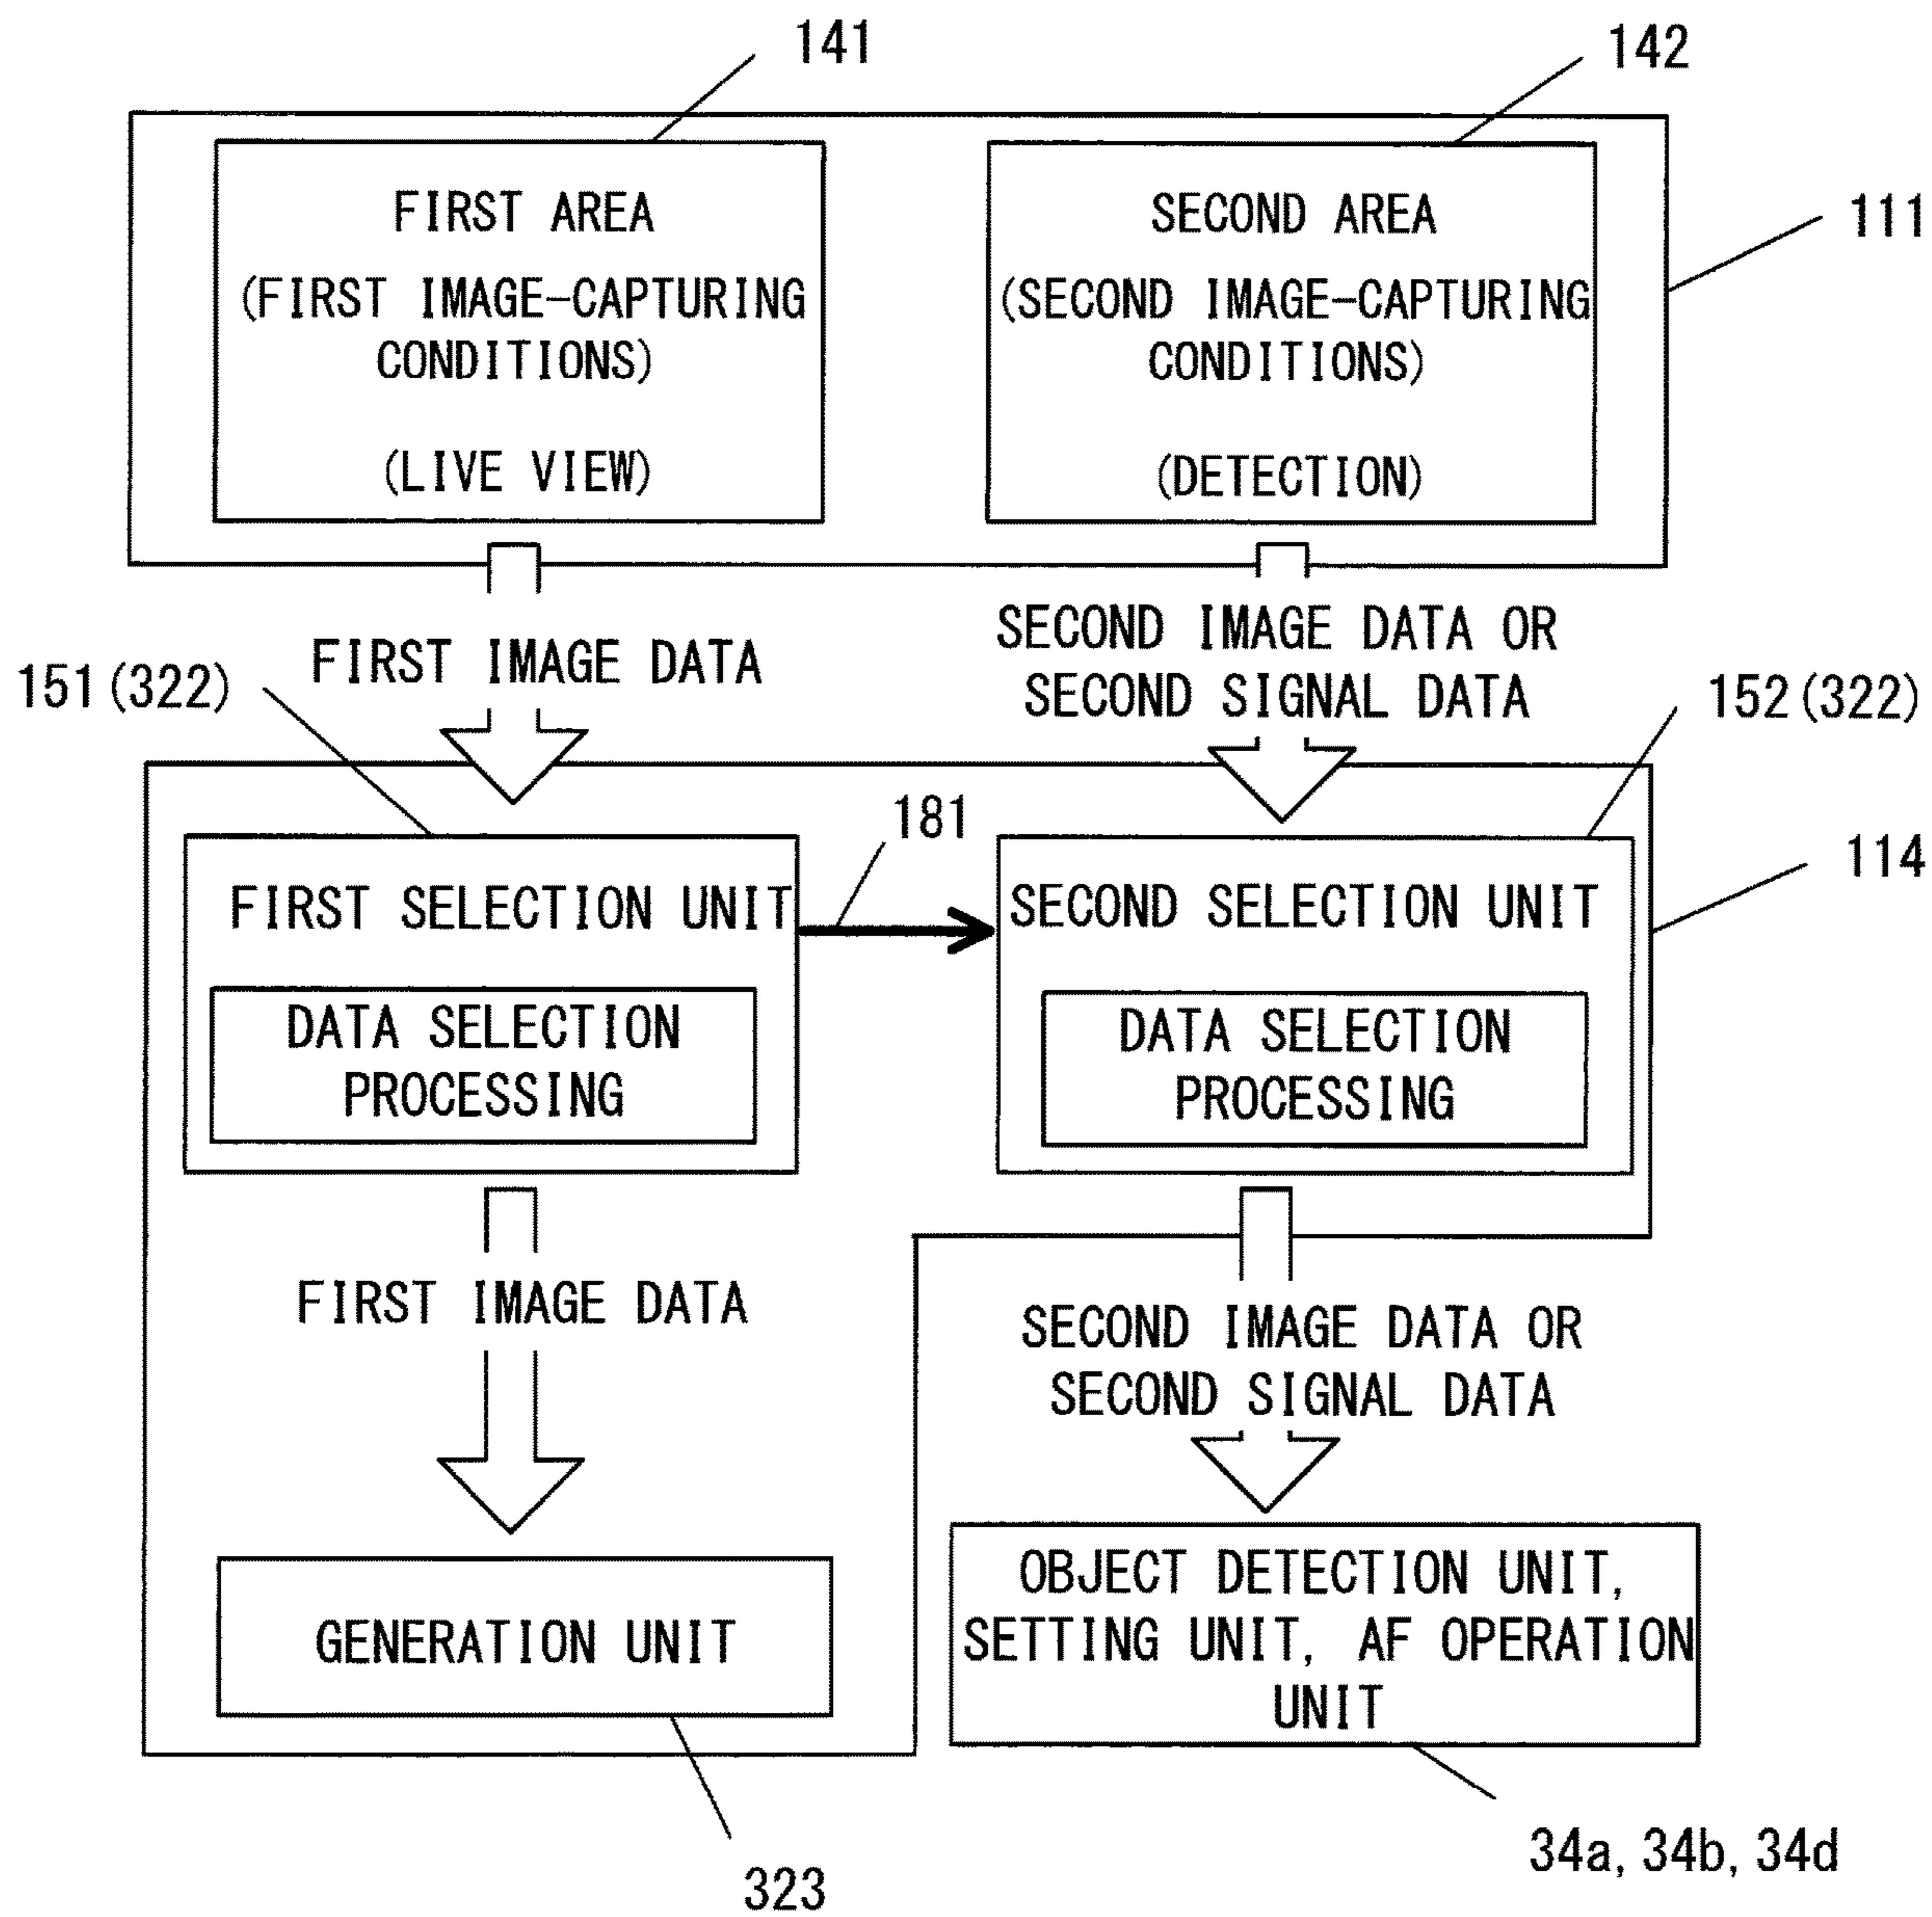 141
142
FIRST AREA
(FIRST IMAGE-CAPTURING
CONDITIONS)
(LIVE VIEW)
SECOND AREA
(SECOND IMAGE-CAPTURING
CONDITIONS)
(DETECTION)
111
FIRST IMAGE DATA
SECOND IMAGE DATA OR
SECOND SIGNAL DATA
151(322)
152(322)
181
114
FIRST SELECTION UNIT
DATA SELECTION
PROCESSING
SECOND SELECTION UNIT
DATA SELECTION
PROCESSING
FIRST IMAGE DATA
SECOND IMAGE DATA OR
SECOND SIGNAL DATA
GENERATION UNIT
OBJECT DETECTION UNIT,
SETTING UNIT, AF OPERATION
UNIT
323
34a, 34b, 34d